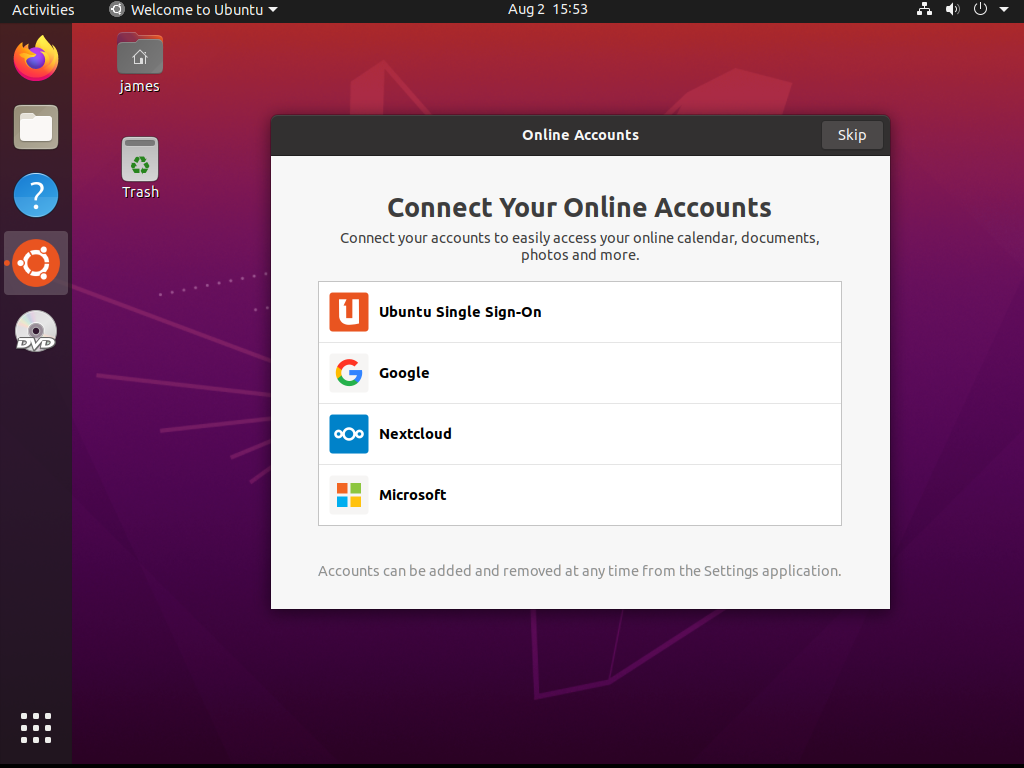 Activities
Welcome to Ubuntu
Aug 2 15:53
james
Trash
DVD
Online Accounts
Skip
Connect Your Online Accounts
Connect your accounts to easily access your online calendar, documents,
photos and more.
Ubuntu Single Sign-On
Google
Nextcloud
Microsoft
Accounts can be added and removed at any time from the Settings application.